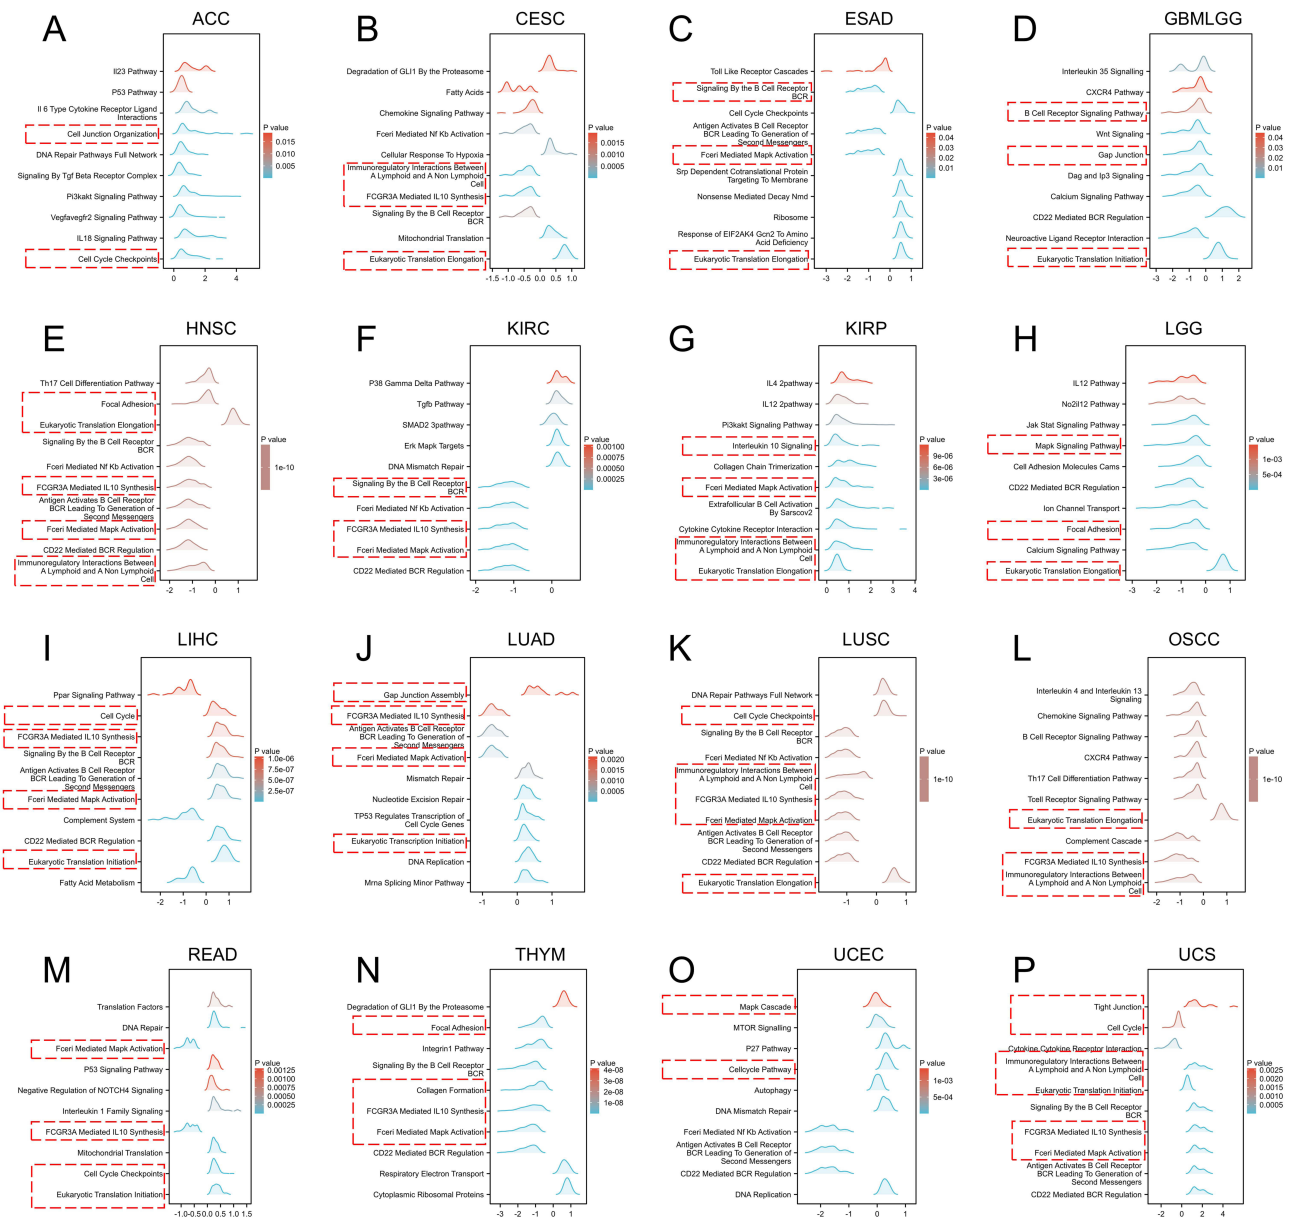 A
ACC
Il23 Pathway
P53 Pathway
Il 6 Type Cytokine Receptor Ligand
Interactions
Cell Junction Organization
DNA Repair Pathways Full Network
Signaling By Tgf Beta Receptor Complex
Pi3kakt Signaling Pathway
Vegfavegfr2 Signaling Pathway
IL18 Signaling Pathway
Cell Cycle Checkpoints
0 2 4
P value
0.015
0.010
0.005
B
CESC
Degradation of GLI1 By the Proteasome
Fatty Acids
Chemokine Signaling Pathway
Fceri Mediated Nf Kb Activation
Cellular Response To Hypoxia
Immunoregulatory Interactions Between
A Lymphoid and A Non Lymphoid
Cell
FCGR3A Mediated IL10 Synthesis
Signaling By the B Cell Receptor
BCR
Mitochondrial Translation
Eukaryotic Translation Elongation
-1.5 -1.0 -0.5 0.0 0.5 1.0
P value
0.0015
0.0010
0.0005
C
ESAD
Toll Like Receptor Cascades
Signaling By the B Cell Receptor
BCR
Cell Cycle Checkpoints
Antigen Activates B Cell Receptor
BCR Leading To Generation of
Second Messengers
Fceri Mediated Mapk Activation
Srp Dependent Cotranslational Protein
Targeting To Membrane
Nonsense Mediated Decay Nmd
Ribosome
Response of EIF2AK4 Gcn2 To Amino
Acid Deficiency
Eukaryotic Translation Elongation
-3 -2 -1 0 1
P value
0.04
0.03
0.02
0.01
D
GBMLGG
Interleukin 35 Signalling
CXCR4 Pathway
B Cell Receptor Signaling Pathway
Wnt Signaling
Gap Junction
Dag and Ip3 Signaling
Calcium Signaling Pathway
CD22 Mediated BCR Regulation
Neuroactive Ligand Receptor Interaction
Eukaryotic Translation Initiation
-3 -2 -1 0 1 2
P value
0.04
0.03
0.02
0.01
E
HNSC
Th17 Cell Differentiation Pathway
Focal Adhesion
Eukaryotic Translation Elongation
Signaling By the B Cell Receptor
BCR
Fceri Mediated Nf Kb Activation
FCGR3A Mediated IL10 Synthesis
Antigen Activates B Cell Receptor
BCR Leading To Generation of
Second Messengers
Fceri Mediated Mapk Activation
CD22 Mediated BCR Regulation
Immunoregulatory Interactions Between
A Lymphoid and A Non Lymphoid
Cell
-2 -1 0 1
P value
1e-10
F
KIRC
P38 Gamma Delta Pathway
Tgfb Pathway
SMAD2 3pathway
Erk Mapk Targets
DNA Mismatch Repair
Signaling By the B Cell Receptor
BCR
Fceri Mediated Nf Kb Activation
FCGR3A Mediated IL10 Synthesis
Fceri Mediated Mapk Activation
CD22 Mediated BCR Regulation
-2 -1 0
P value
0.00100
0.00075
0.00050
0.00025
G
KIRP
IL4 2pathway
IL12 2pathway
Pi3kakt Signaling Pathway
Interleukin 10 Signaling
Collagen Chain Trimerization
Fceri Mediated Mapk Activation
Extrafollicular B Cell Activation
By Sarscov2
Cytokine Cytokine Receptor Interaction
Immunoregulatory Interactions Between
A Lymphoid and A Non Lymphoid
Cell
Eukaryotic Translation Elongation
0 1 2 3 4
P value
9e-06
6e-06
3e-06
H
LGG
IL12 Pathway
No2il12 Pathway
Jak Stat Signaling Pathway
Mapk Signaling Pathway
Cell Adhesion Molecules Cams
CD22 Mediated BCR Regulation
Ion Channel Transport
Focal Adhesion
Calcium Signaling Pathway
Eukaryotic Translation Elongation
-3 -2 -1 0 1
P value
1e-03
5e-04
I
LIHC
Ppar Signaling Pathway
Cell Cycle
FCGR3A Mediated IL10 Synthesis
Signaling By the B Cell Receptor
BCR
Antigen Activates B Cell Receptor
BCR Leading To Generation of
Second Messengers
Fceri Mediated Mapk Activation
Complement System
CD22 Mediated BCR Regulation
Eukaryotic Translation Initiation
Fatty Acid Metabolism
-2 -1 0 1
P value
1.0e-06
7.5e-07
5.0e-07
2.5e-07
J
LUAD
Gap Junction Assembly
FCGR3A Mediated IL10 Synthesis
Antigen Activates B Cell Receptor
BCR Leading To Generation of
Second Messengers
Fceri Mediated Mapk Activation
Mismatch Repair
Nucleotide Excision Repair
TP53 Regulates Transcription of
Cell Cycle Genes
Eukaryotic Transcription Initiation
DNA Replication
Mrna Splicing Minor Pathway
-1 0 1
P value
0.0020
0.0015
0.0010
0.0005
K
LUSC
DNA Repair Pathways Full Network
Cell Cycle Checkpoints
Signaling By the B Cell Receptor
BCR
Fceri Mediated Nf Kb Activation
Immunoregulatory Interactions Between
A Lymphoid and A Non Lymphoid
Cell
FCGR3A Mediated IL10 Synthesis
Fceri Mediated Mapk Activation
Antigen Activates B Cell Receptor
BCR Leading To Generation of
Second Messengers
CD22 Mediated BCR Regulation
Eukaryotic Translation Elongation
-1 0 1
P value
1e-10
L
OSCC
Interleukin 4 and Interleukin 13
Signaling
Chemokine Signaling Pathway
B Cell Receptor Signaling Pathway
CXCR4 Pathway
Th17 Cell Differentiation Pathway
Tcell Receptor Signaling Pathway
Eukaryotic Translation Elongation
Complement Cascade
FCGR3A Mediated IL10 Synthesis
Immunoregulatory Interactions Between
A Lymphoid and A Non Lymphoid
Cell
-2 -1 0 1
P value
1e-10
M
READ
Translation Factors
DNA Repair
Fceri Mediated Mapk Activation
P53 Signaling Pathway
Negative Regulation of NOTCH4 Signaling
Interleukin 1 Family Signaling
FCGR3A Mediated IL10 Synthesis
Mitochondrial Translation
Cell Cycle Checkpoints
Eukaryotic Translation Initiation
-1.0 -0.5 0.0 0.5 1.0 1.5
P value
0.00125
0.00100
0.00075
0.00050
0.00025
N
THYM
Degradation of GLI1 By the Proteasome
Focal Adhesion
Integrin1 Pathway
Signaling By the B Cell Receptor
BCR
Collagen Formation
FCGR3A Mediated IL10 Synthesis
Fceri Mediated Mapk Activation
CD22 Mediated BCR Regulation
Respiratory Electron Transport
Cytoplasmic Ribosomal Proteins
-3 -2 -1 0 1
P value
4e-08
3e-08
2e-08
1e-08
O
UCEC
Mapk Cascade
MTOR Signalling
P27 Pathway
Cellcycle Pathway
Autophagy
DNA Mismatch Repair
Fceri Mediated Nf Kb Activation
Antigen Activates B Cell Receptor
BCR Leading To Generation of
Second Messengers
CD22 Mediated BCR Regulation
DNA Replication
-2 -1 0 1
P value
1e-03
5e-04
P
UCS
Tight Junction
Cell Cycle
Cytokine Cytokine Receptor Interaction
Immunoregulatory Interactions Between
A Lymphoid and A Non Lymphoid
Cell
Eukaryotic Translation Initiation
Signaling By the B Cell Receptor
BCR
FCGR3A Mediated IL10 Synthesis
Fceri Mediated Mapk Activation
Antigen Activates B Cell Receptor
BCR Leading To Generation of
Second Messengers
CD22 Mediated BCR Regulation
-2 0 2 4
P value
0.0025
0.0020
0.0015
0.0010
0.0005